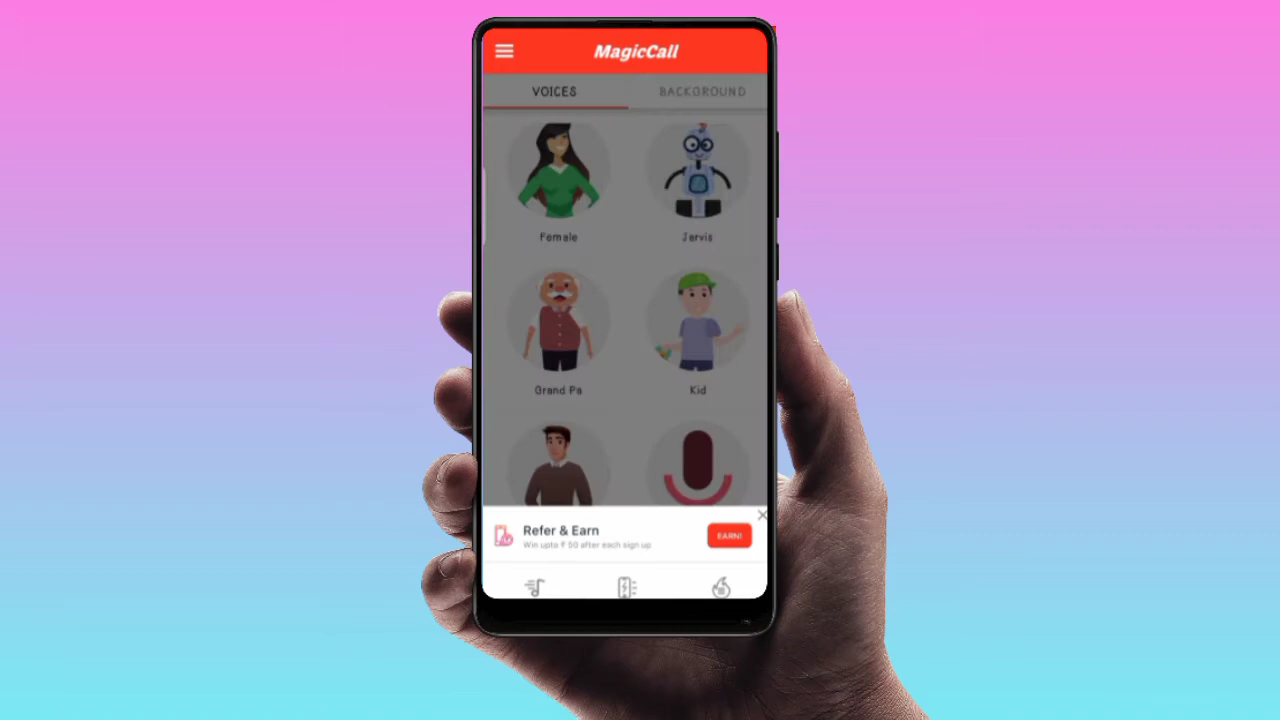 MagicCall
VOICES BACKGROUND
Female Jarvis
Grand Pa Kid
Refer & Earn
Win upto ₹ 50 after each sign up
EARN!